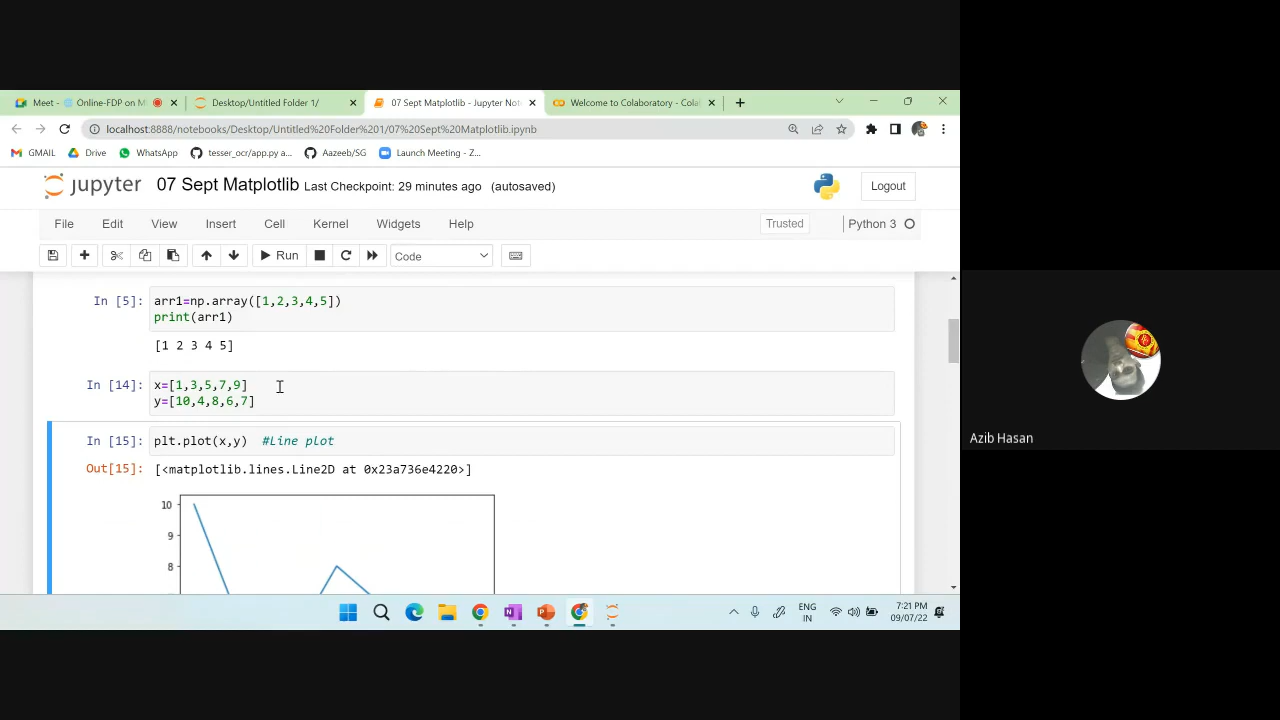 Meet - Online-FDP on M
Desktop/Untitled Folder 1/
07 Sept Matplotlib - Jupyter Not
Welcome to Colaboratory - Cola
localhost:8888/notebooks/Desktop/Untitled%20Folder%201/07%20Sept%20Matplotlib.ipynb
GMAIL
Drive
WhatsApp
tesser_ocr/app.py a...
Aazeeb/SG
Launch Meeting - Z...
jupyter
07 Sept Matplotlib Last Checkpoint: 29 minutes ago (autosaved)
Logout
File Edit View Insert Cell Kernel Widgets Help
Trusted
Python 3
Run
Code
In [5]: arr1=np.array([1,2,3,4,5])
print(arr1)
[1 2 3 4 5]
In [14]: x=[1,3,5,7,9]
y=[10,4,8,6,7]
In [15]: plt.plot(x,y) #Line plot
Out[15]: [<matplotlib.lines.Line2D at 0x23a736e4220>]
10
9
8
ENG
IN
7:21 PM
09/07/22
Azib Hasan